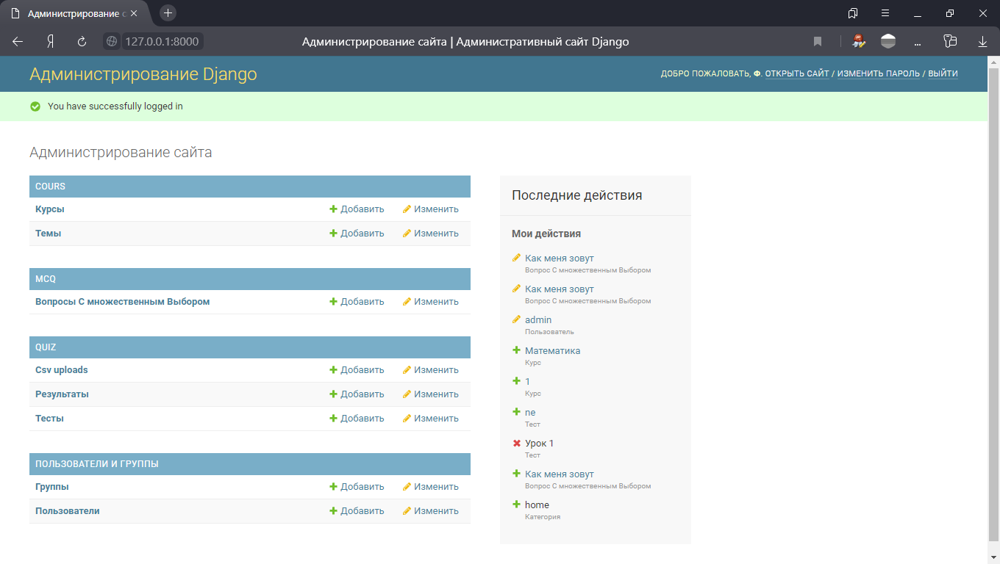 Администрирование с
127.0.0.1:8000
Администрирование сайта | Административный сайт Django
Администрирование Django
ДОБРО ПОЖАЛОВАТЬ, Ф. ОТКРЫТЬ САЙТ / ИЗМЕНИТЬ ПАРОЛЬ / ВЫЙТИ
You have successfully logged in
Администрирование сайта
COURS
Курсы Добавить Изменить
Темы Добавить Изменить
MCQ
Вопросы С множественным Выбором Добавить Изменить
QUIZ
Csv uploads Добавить Изменить
Результаты Добавить Изменить
Тесты Добавить Изменить
ПОЛЬЗОВАТЕЛИ И ГРУППЫ
Группы Добавить Изменить
Пользователи Добавить Изменить
Последние действия
Мои действия
Как меня зовут
Вопрос С множественным Выбором
Как меня зовут
Вопрос С множественным Выбором
admin
Пользователь
Математика
Курс
1
Курс
ne
Тест
Урок 1
Тест
Как меня зовут
Вопрос С множественным Выбором
home
Категория